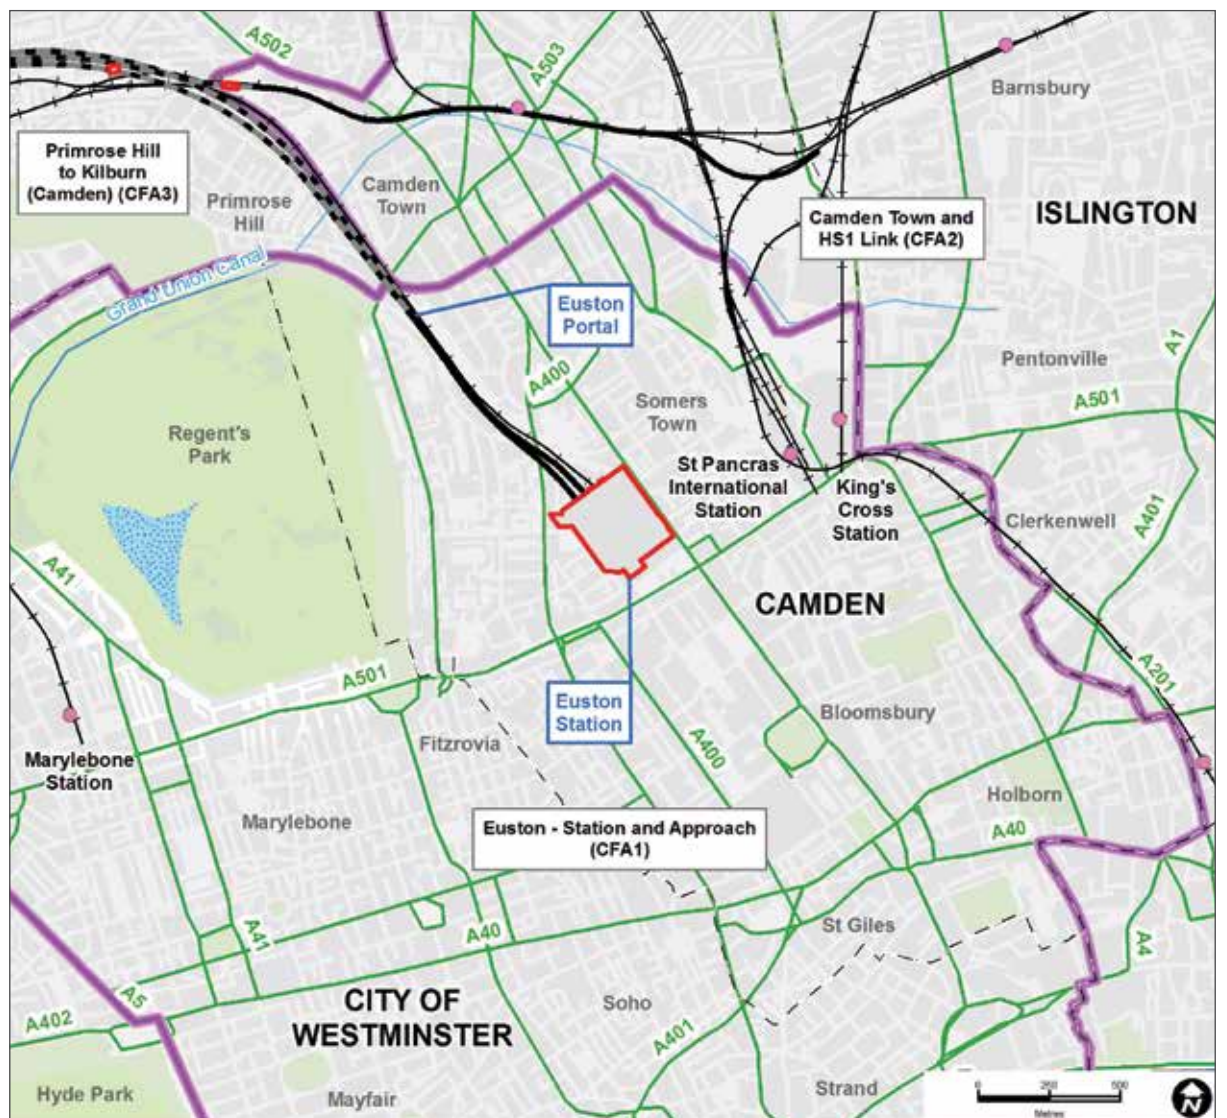 A502
A503
Barnsbury
Primrose Hill
to Kilburn
(Camden) (CFA3)
Camden
Town
Primrose
Hill
Camden Town and
HS1 Link (CFA2)
ISLINGTON
Grand Union Canal
Euston
Portal
A1
Pentonville
A400
A501
Somers
Town
Regent's
Park
St Pancras
International
Station
King's
Cross
Station
Clerkenwell
A401
A41
CAMDEN
A501
A201
Euston
Station
Bloomsbury
Fitzrovia
A400
Marylebone
Station
Holborn
Marylebone
Euston - Station and Approach
(CFA1)
A40
A41
A40
St Giles
A4
A5
CITY OF
WESTMINSTER
Soho
A402
A401
Hyde Park
Mayfair
Strand
0 250 500
Metres
N